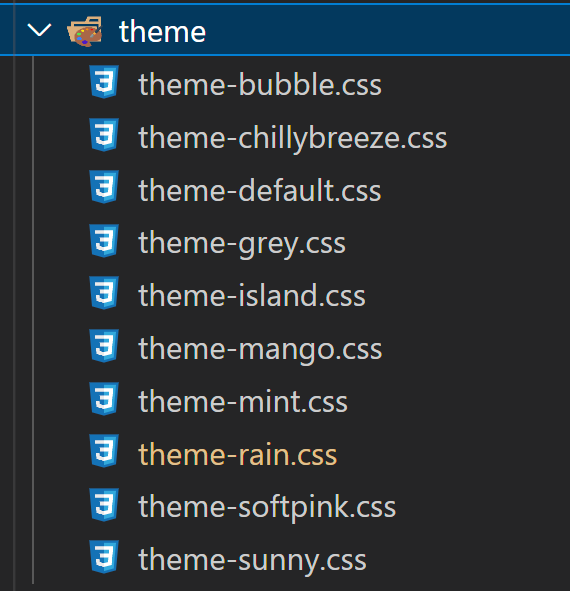 theme
theme-bubble.css
theme-chillybreeze.css
theme-default.css
theme-grey.css
theme-island.css
theme-mango.css
theme-mint.css
theme-rain.css
theme-softpink.css
theme-sunny.css